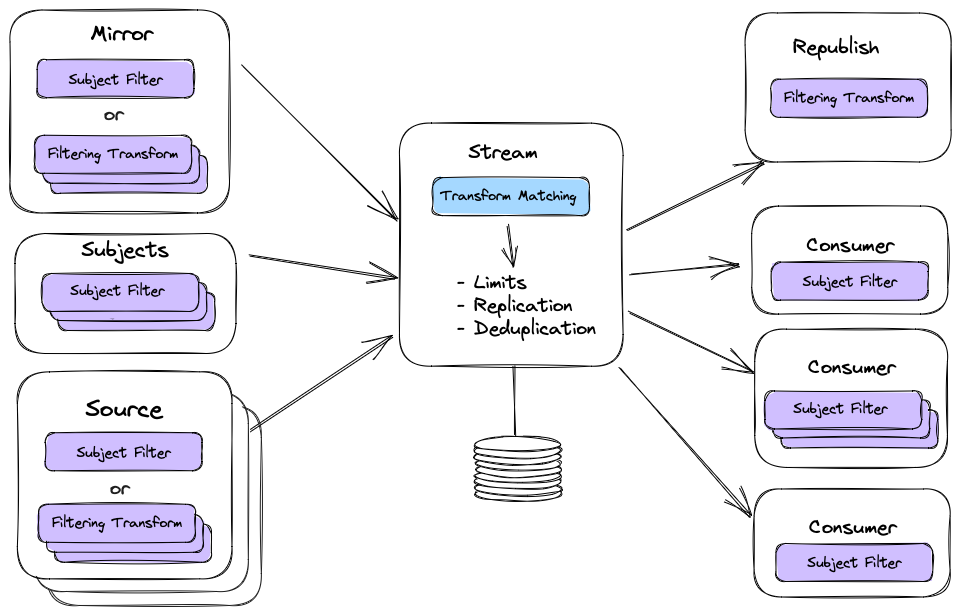 Mirror
Subject Filter
or
Filtering Transform
Subjects
Subject Filter
Source
Subject Filter
or
Filtering Transform
Stream
Transform Matching
- Limits
- Replication
- Deduplication
Republish
Filtering Transform
Consumer
Subject Filter
Consumer
Subject Filter
Consumer
Subject Filter